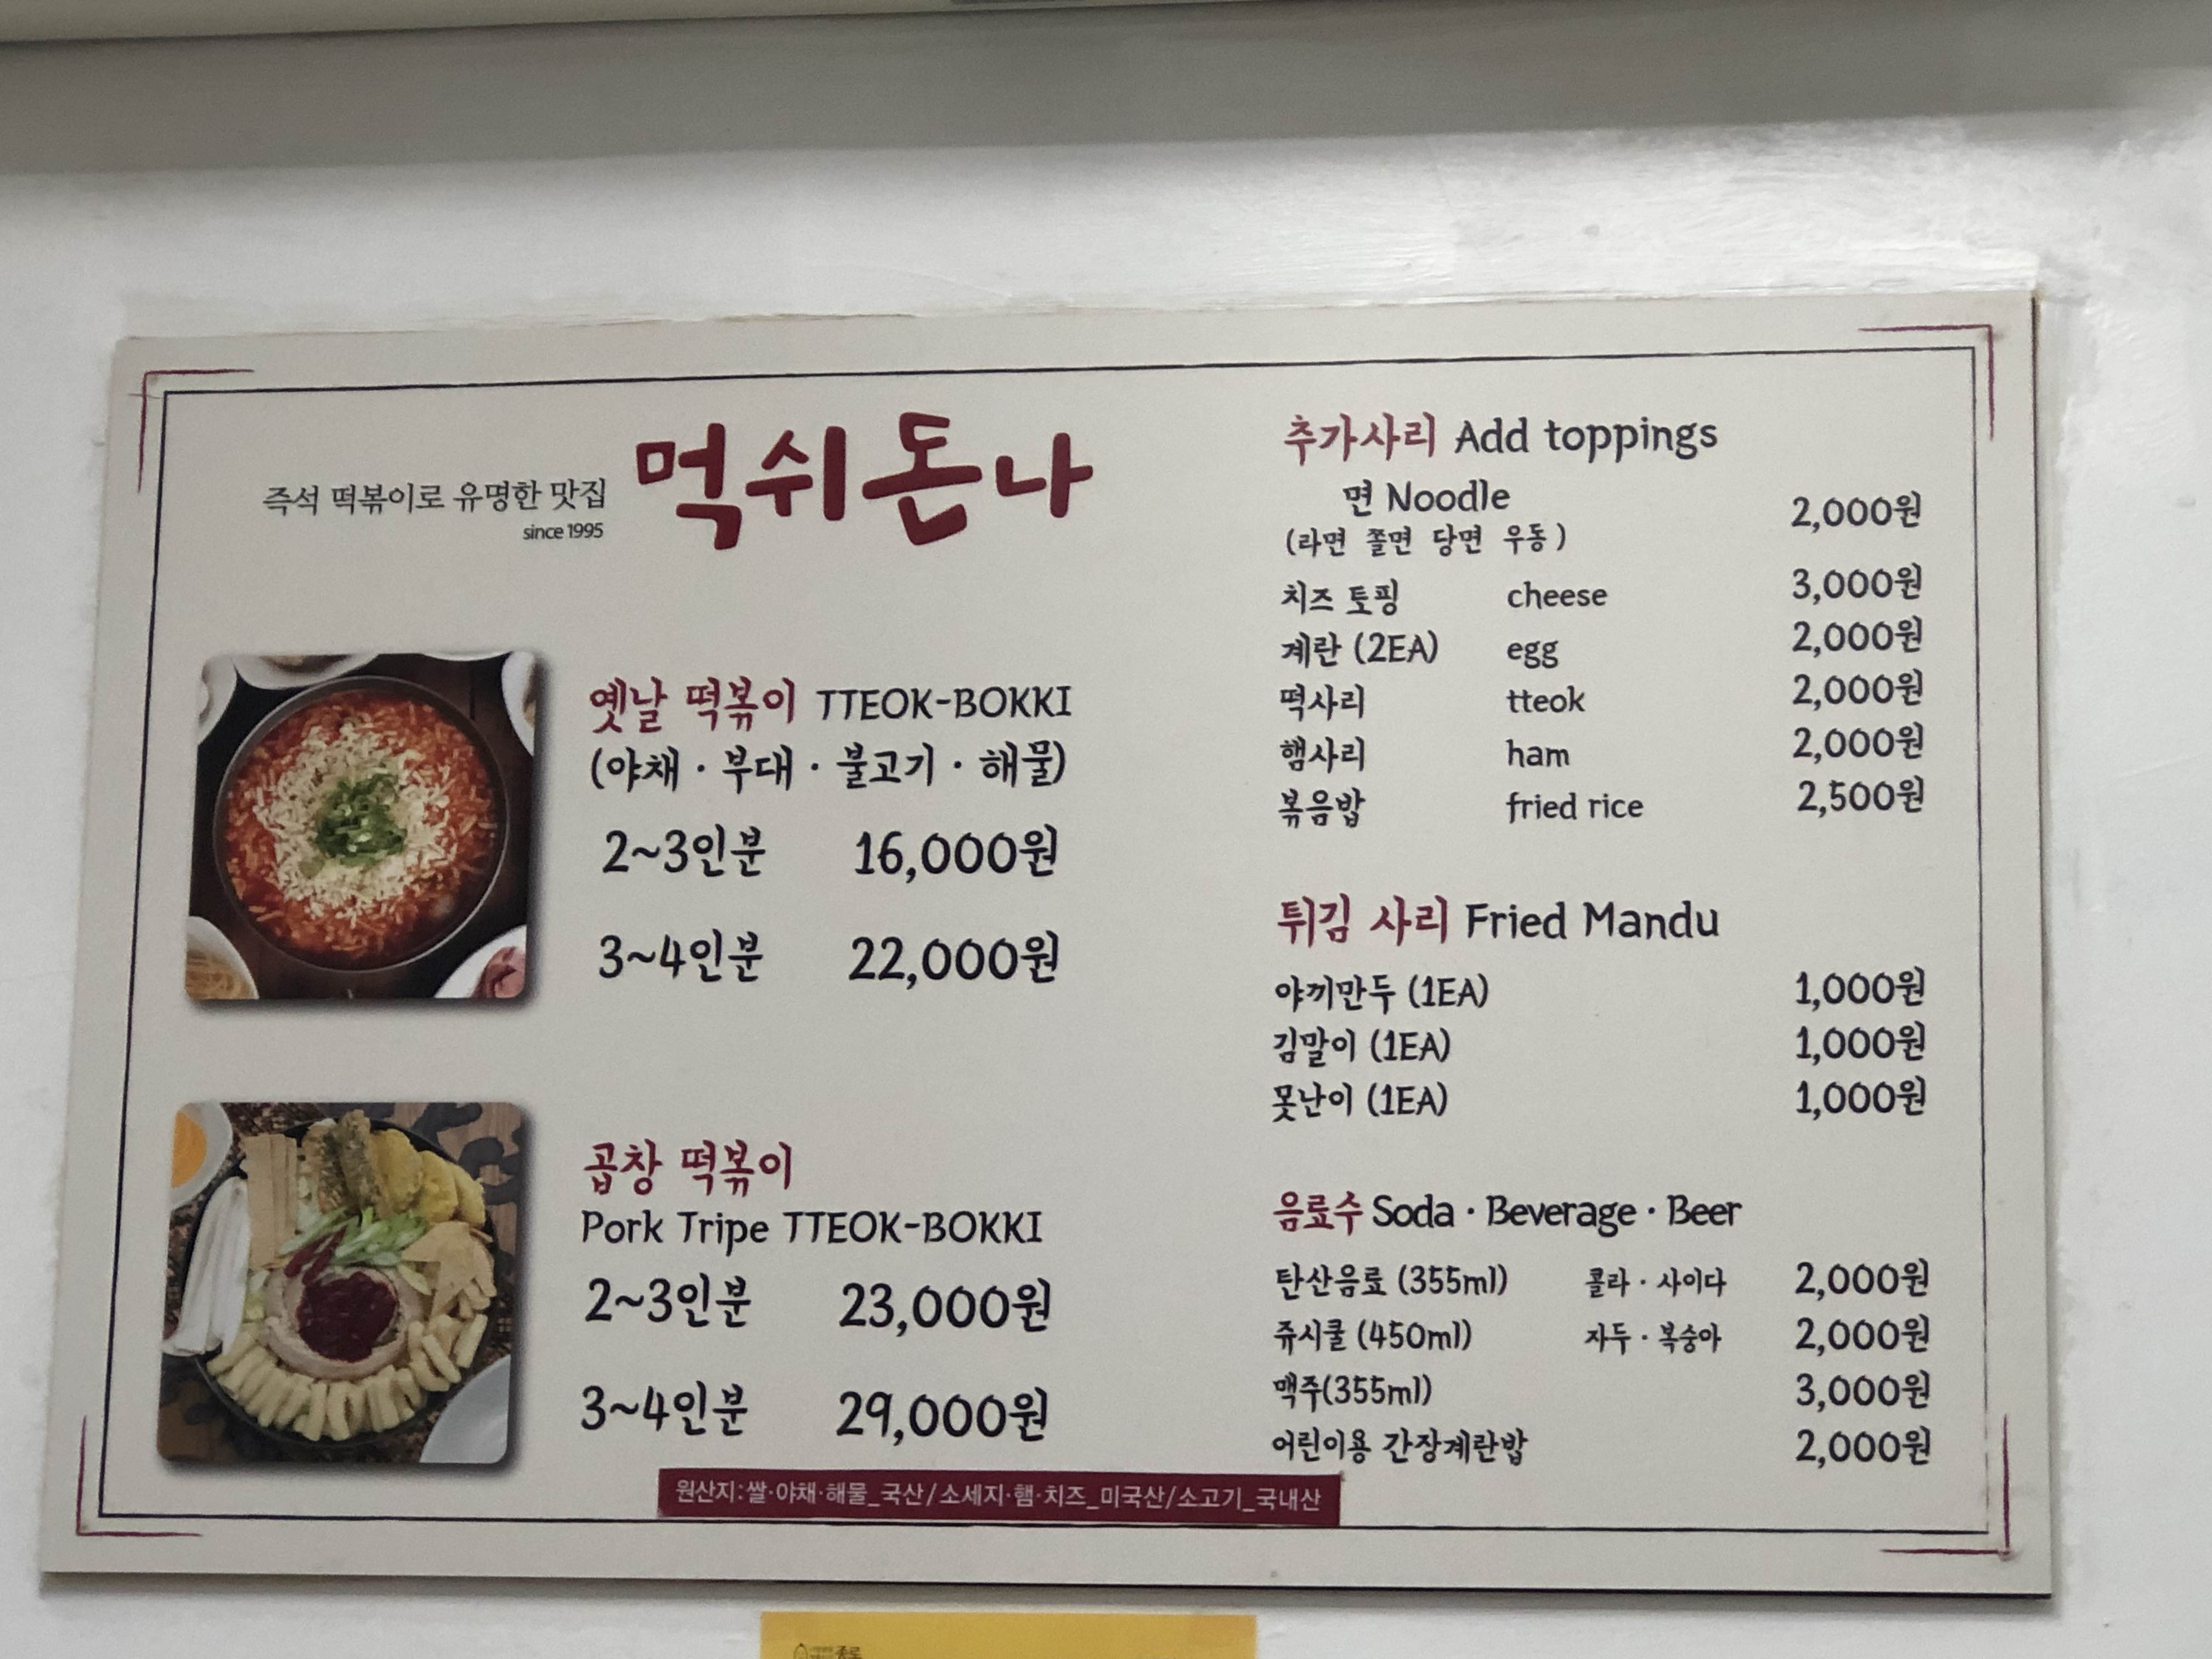 즉석 떡볶이로 유명한 맛집
since 1995
먹쉬돈나
옛날 떡볶이 TTEOK-BOKKI
(야채 · 부대 · 불고기 · 해물)
2~3인분 16,000원
3~4인분 22,000원
곱창 떡볶이
Pork Tripe TTEOK-BOKKI
2~3인분 23,000원
3~4인분 29,000원
추가사리 Add toppings
면 Noodle 2,000원
(라면 쫄면 당면 우동)
치즈 토핑 cheese 3,000원
계란 (2EA) egg 2,000원
떡사리 tteok 2,000원
햄사리 ham 2,000원
볶음밥 fried rice 2,500원
튀김 사리 Fried Mandu
야끼만두 (1EA) 1,000원
김말이 (1EA) 1,000원
못난이 (1EA) 1,000원
음료수 Soda · Beverage · Beer
탄산음료 (355ml) 콜라 · 사이다 2,000원
쥬시쿨 (450ml) 자두 · 복숭아 2,000원
맥주(355ml) 3,000원
어린이용 간장계란밥 2,000원
원산지:쌀·야채·해물_국산/소세지·햄·치즈_미국산/소고기_국내산